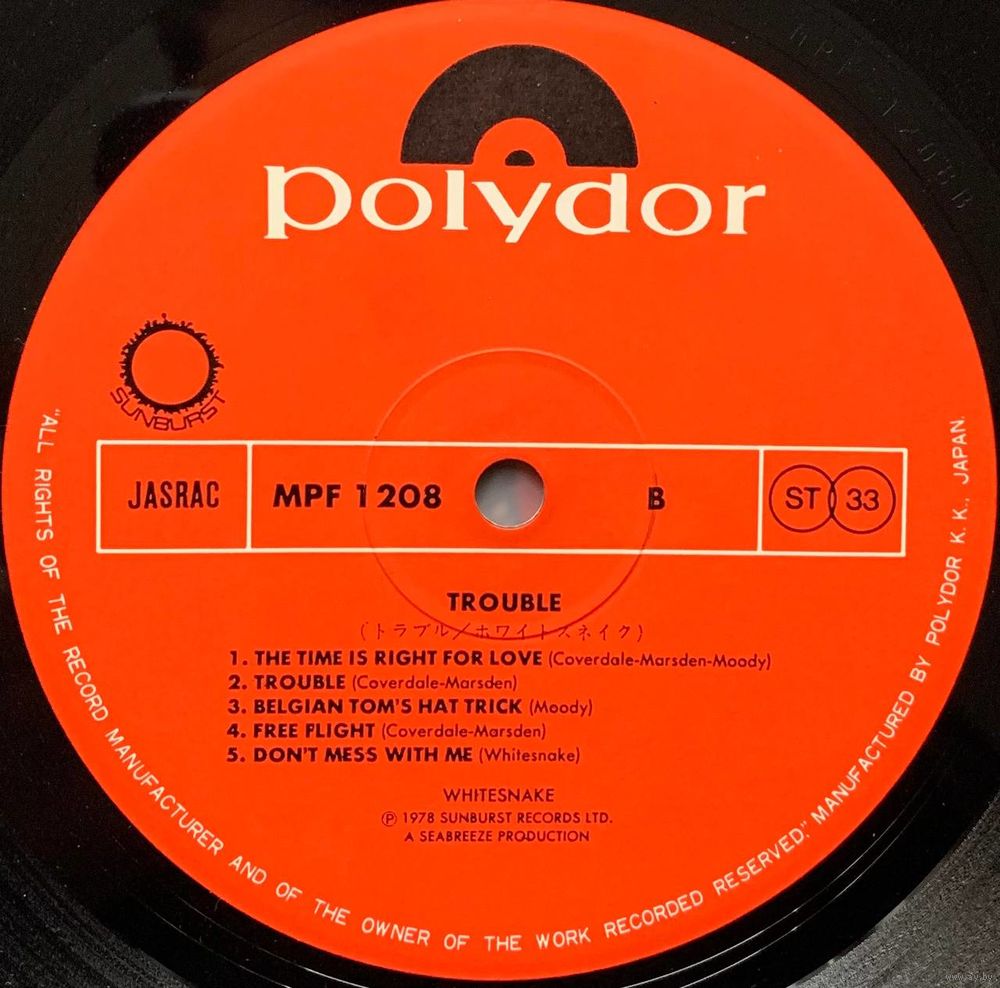 polydor
SUNBURST
JASRAC
MPF 1208
B
ST 33
TROUBLE
(トラブル/ホワイトスネイク)
1. THE TIME IS RIGHT FOR LOVE (Coverdale-Marsden-Moody)
2. TROUBLE (Coverdale-Marsden)
3. BELGIAN TOM'S HAT TRICK (Moody)
4. FREE FLIGHT (Coverdale-Marsden)
5. DON'T MESS WITH ME (Whitesnake)
WHITESNAKE
Ⓟ 1978 SUNBURST RECORDS LTD.
A SEABREEZE PRODUCTION
"ALL RIGHTS OF THE RECORD MANUFACTURER AND OF THE OWNER OF THE WORK RECORDED RESERVED." MANUFACTURED BY POLYDOR K. K., JAPAN.